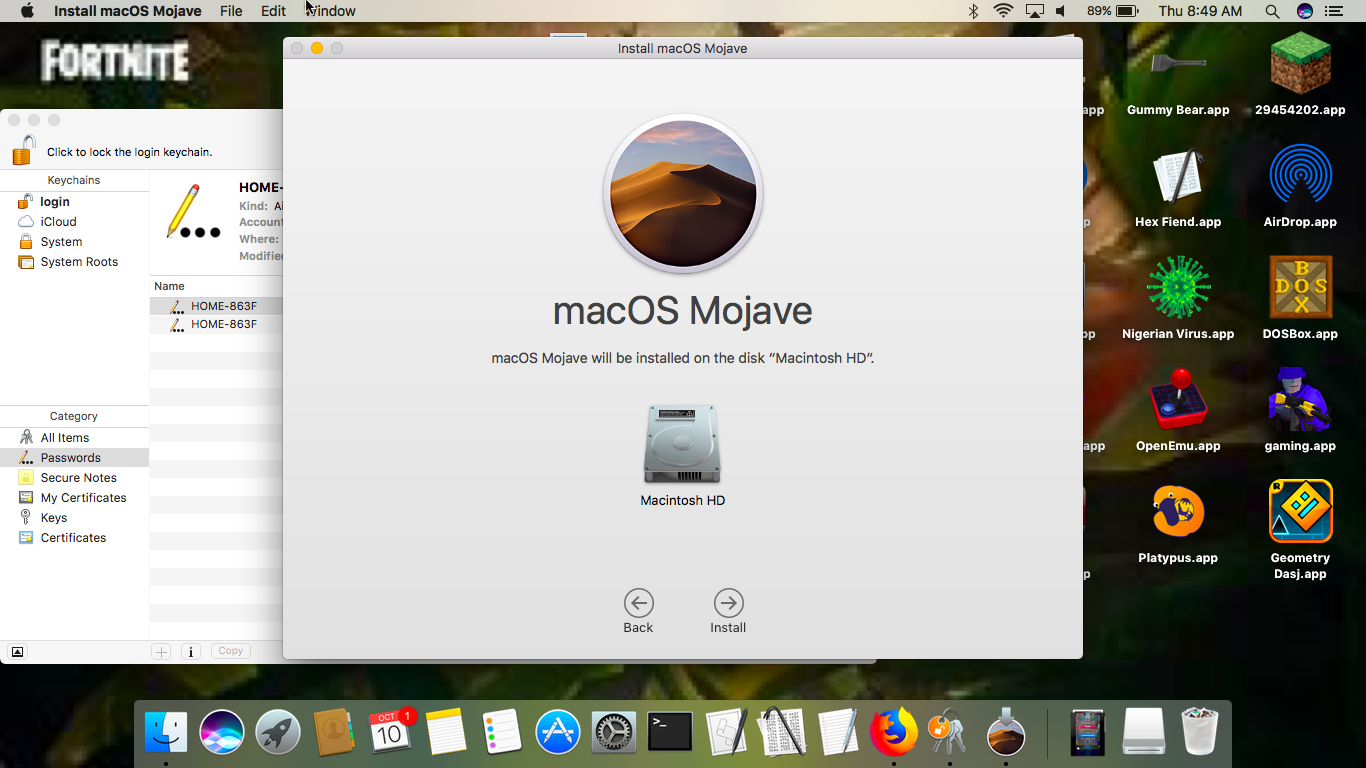 Install macOS Mojave File Edit Window 89% Thu 8:49 AM
FORTNITE
Install macOS Mojave
Click to lock the login keychain.
Keychains
login
iCloud
System
System Roots
Category
All Items
Passwords
Secure Notes
My Certificates
Keys
Certificates
HOME-
Kind: Ai
Account
Where:
Modified
Name
HOME-863F
HOME-863F
Copy
macOS Mojave
macOS Mojave will be installed on the disk “Macintosh HD”.
Macintosh HD
Back
Install
app
Gummy Bear.app
29454202.app
p
Hex Fiend.app
AirDrop.app
pp
Nigerian Virus.app
BOX
DOS
DOSBox.app
app
OpenEmu.app
gaming.app
p
Platypus.app
R
Geometry
Dasj.app
OCT
1
10
>_